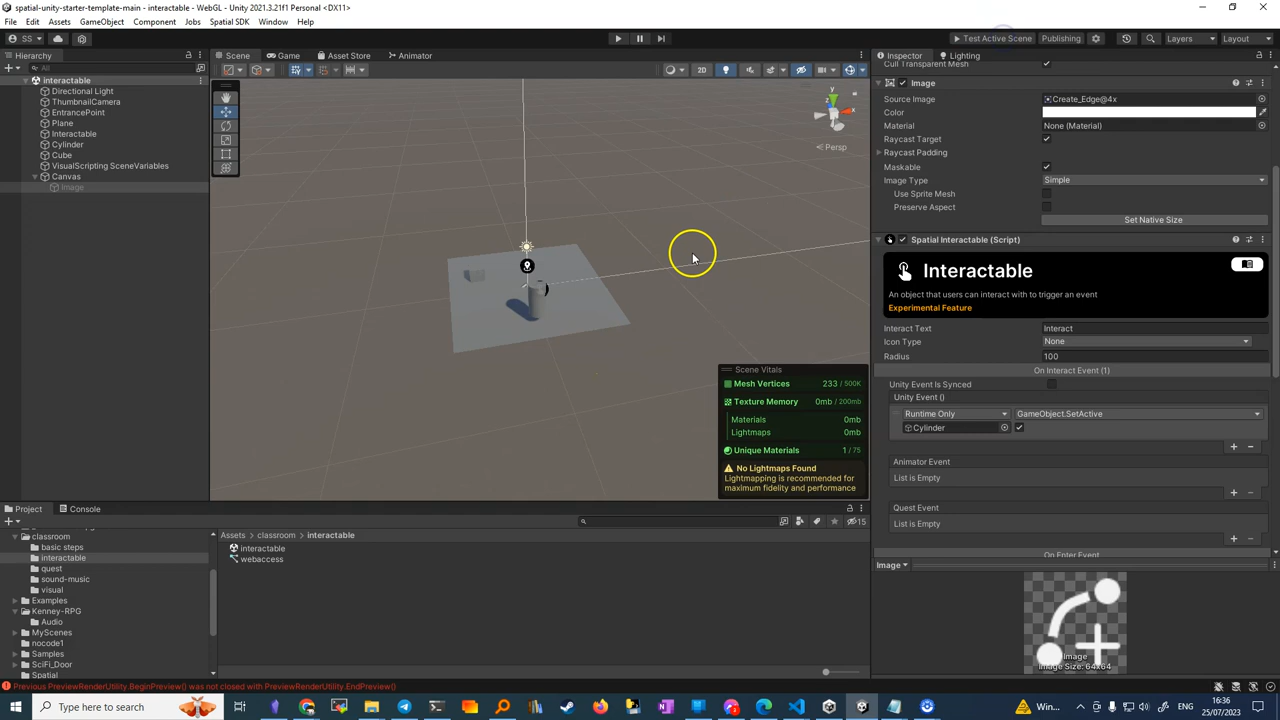 spatial-unity-starter-template-main - interactable - WebGL - Unity 2021.3.21f1 Personal <DX11>
File Edit Assets GameObject Component Jobs Spatial SDK Window Help
SS Test Active Scene Publishing Layers Layout
Hierarchy Scene Game Asset Store Animator Inspector Lighting
All 2D
Cull Transparent Mesh
interactable
Directional Light
ThumbnailCamera
EntrancePoint
Plane
Interactable
Cylinder
Cube
VisualScripting SceneVariables
Canvas
Image
y
x
Persp
Scene Vitals
Mesh Vertices 233 / 500K
Texture Memory 0mb / 200mb
Materials 0mb
Lightmaps 0mb
Unique Materials 1 / 75
No Lightmaps Found
Lightmapping is recommended for
maximum fidelity and performance
Image
Source Image Create_Edge@4x
Color
Material None (Material)
Raycast Target
Raycast Padding
Maskable
Image Type Simple
Use Sprite Mesh
Preserve Aspect
Set Native Size
Spatial Interactable (Script)
Interactable
An object that users can interact with to trigger an event
Experimental Feature
Interact Text Interact
Icon Type None
Radius 100
On Interact Event (1)
Unity Event Is Synced
Unity Event ()
Runtime Only GameObject.SetActive
Cylinder
Animator Event
List is Empty
Quest Event
List is Empty
On Enter Event
Image
Image
Image Size: 64x64
Project Console
15
classroom
basic steps
interactable
quest
sound-music
visual
Examples
Kenney-RPG
Audio
MyScenes
nocode1
Samples
SciFi_Door
Spatial
Assets > classroom > interactable
interactable
webaccess
Previous PreviewRenderUtility.BeginPreview() was not closed with PreviewRenderUtility.EndPreview()
Type here to search
Win...
16:36
25/07/2023